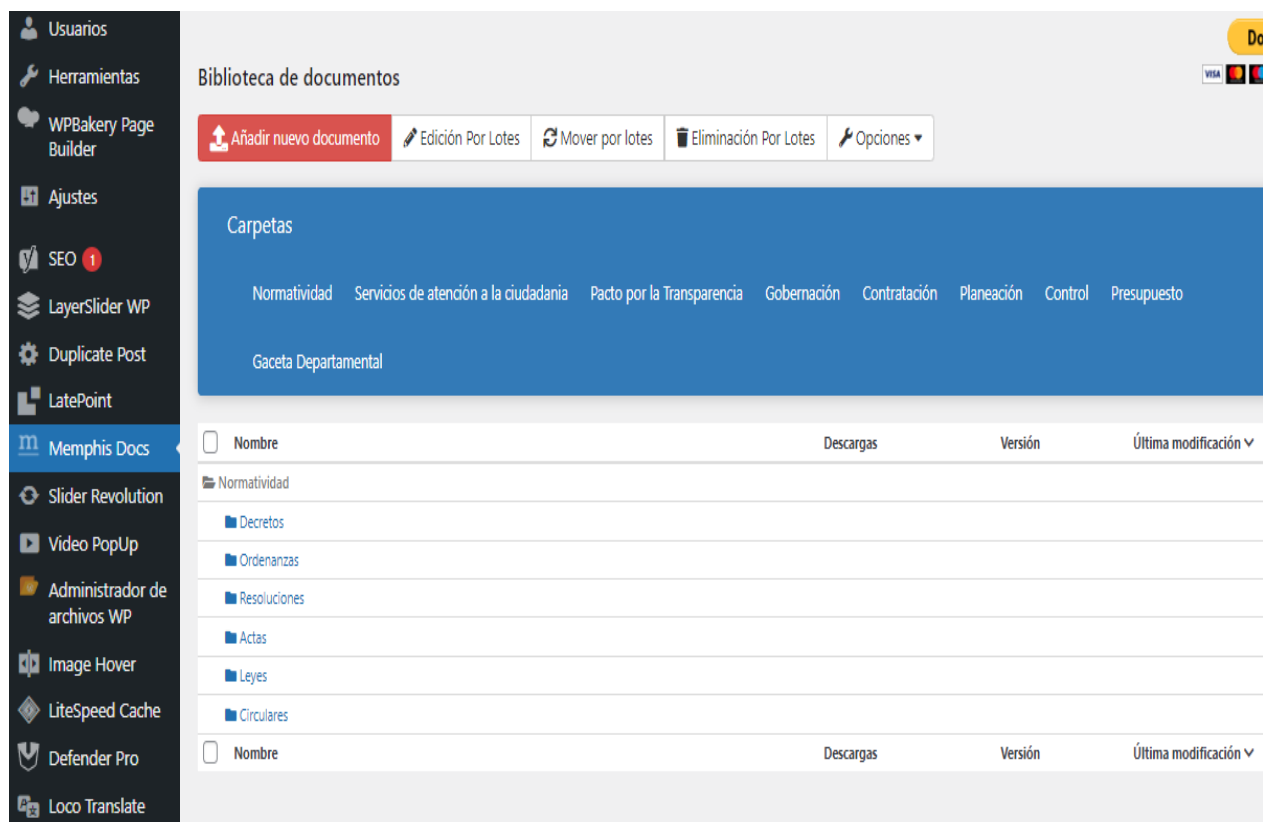 Usuarios
Herramientas
WPBakery Page
Builder
Ajustes
SEO 1
LayerSlider WP
Duplicate Post
LatePoint
m Memphis Docs
Slider Revolution
Video PopUp
Administrador de
archivos WP
Image Hover
LiteSpeed Cache
Defender Pro
Loco Translate
Do
VISA
Biblioteca de documentos
Añadir nuevo documento Edición Por Lotes Mover por lotes Eliminación Por Lotes Opciones
Carpetas
Normatividad Servicios de atención a la ciudadania Pacto por la Transparencia Gobernación Contratación Planeación Control Presupuesto
Gaceta Departamental
Nombre Descargas Versión Última modificación
Normatividad
Decretos
Ordenanzas
Resoluciones
Actas
Leyes
Circulares
Nombre Descargas Versión Última modificación